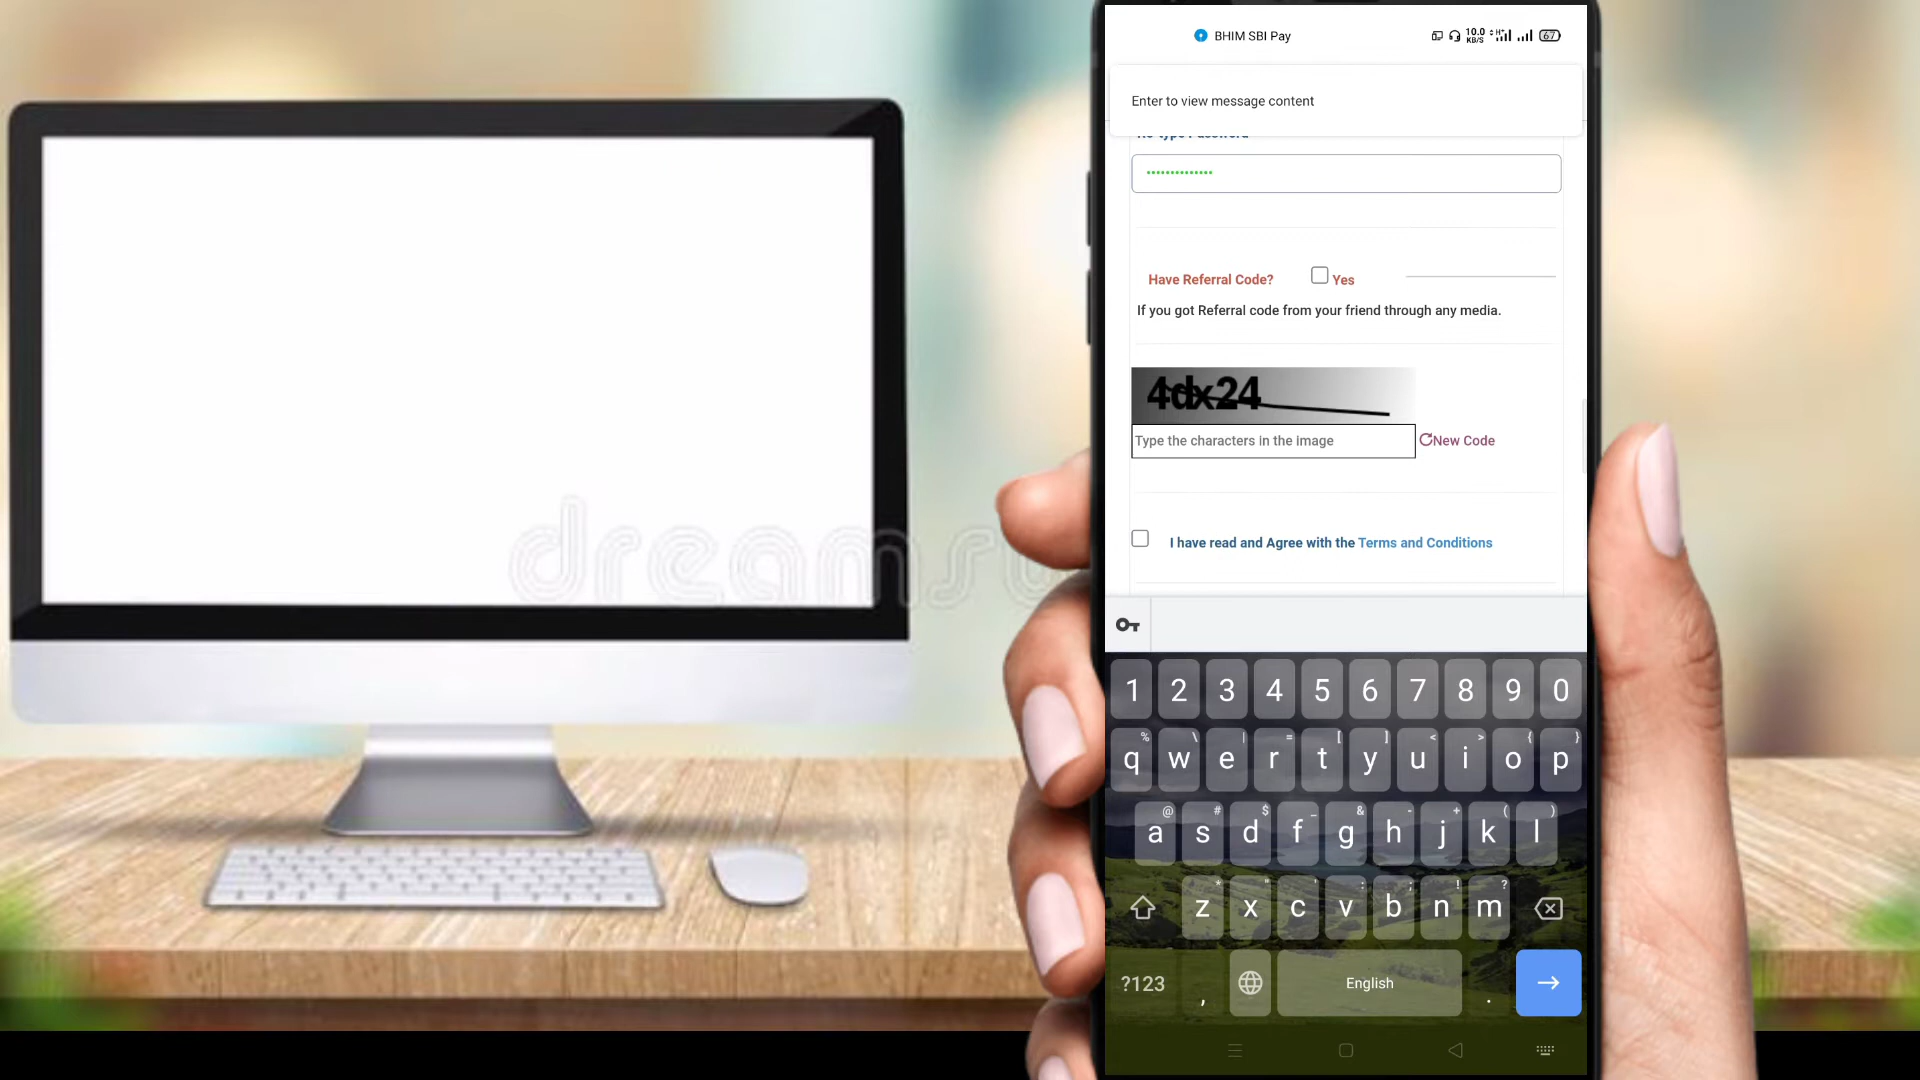 BHIM SBI Pay
10.0
KB/S
67
Enter to view message content
Re-type Password
Have Referral Code?
Yes
If you got Referral code from your friend through any media.
4dx24
Type the characters in the image
New Code
I have read and Agree with the Terms and Conditions
1 2 3 4 5 6 7 8 9 0
q w e r t y u i o p
a s d f g h j k l
z x c v b n m
?123 , English .